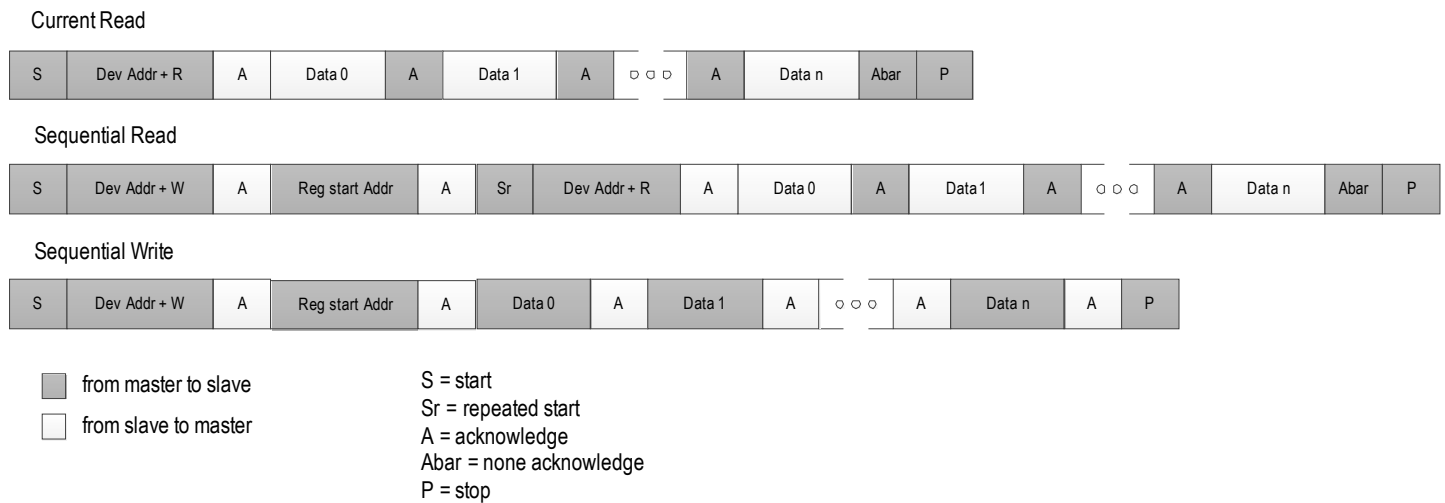 Current Read
S Dev Addr + R A Data 0 A Data 1 A A Data n Abar P
Sequential Read
S Dev Addr + W A Reg start Addr A Sr Dev Addr + R A Data 0 A Data 1 A A Data n Abar P
Sequential Write
S Dev Addr + W A Reg start Addr A Data 0 A Data 1 A A Data n A P
from master to slave
from slave to master
S = start
Sr = repeated start
A = acknowledge
Abar = none acknowledge
P = stop